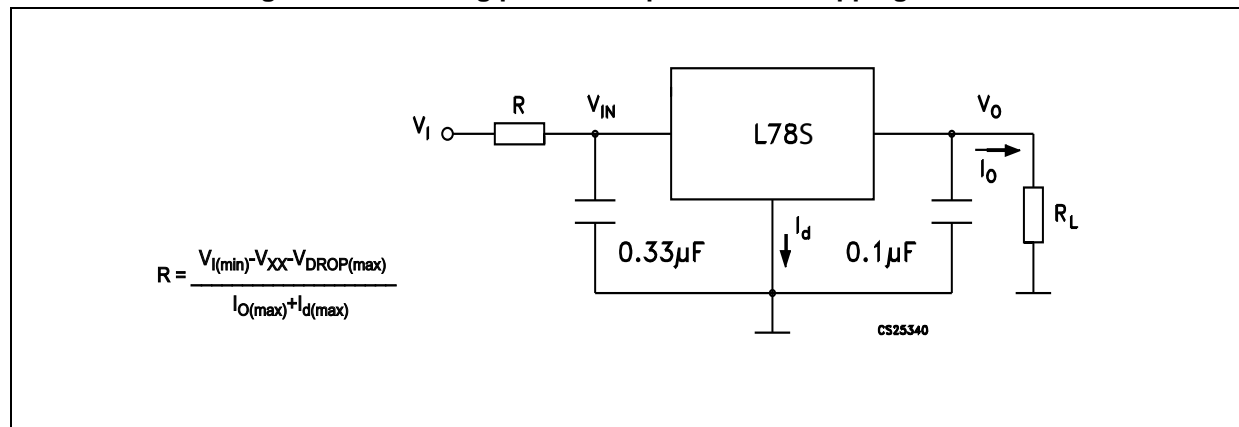 R
V_IN
V_O
V_I
L78S
I_O
I_d
R_L
0.33µF
0.1µF
R = V_I(min)-V_XX-V_DROP(max)
I_O(max)+I_d(max)
CS25340